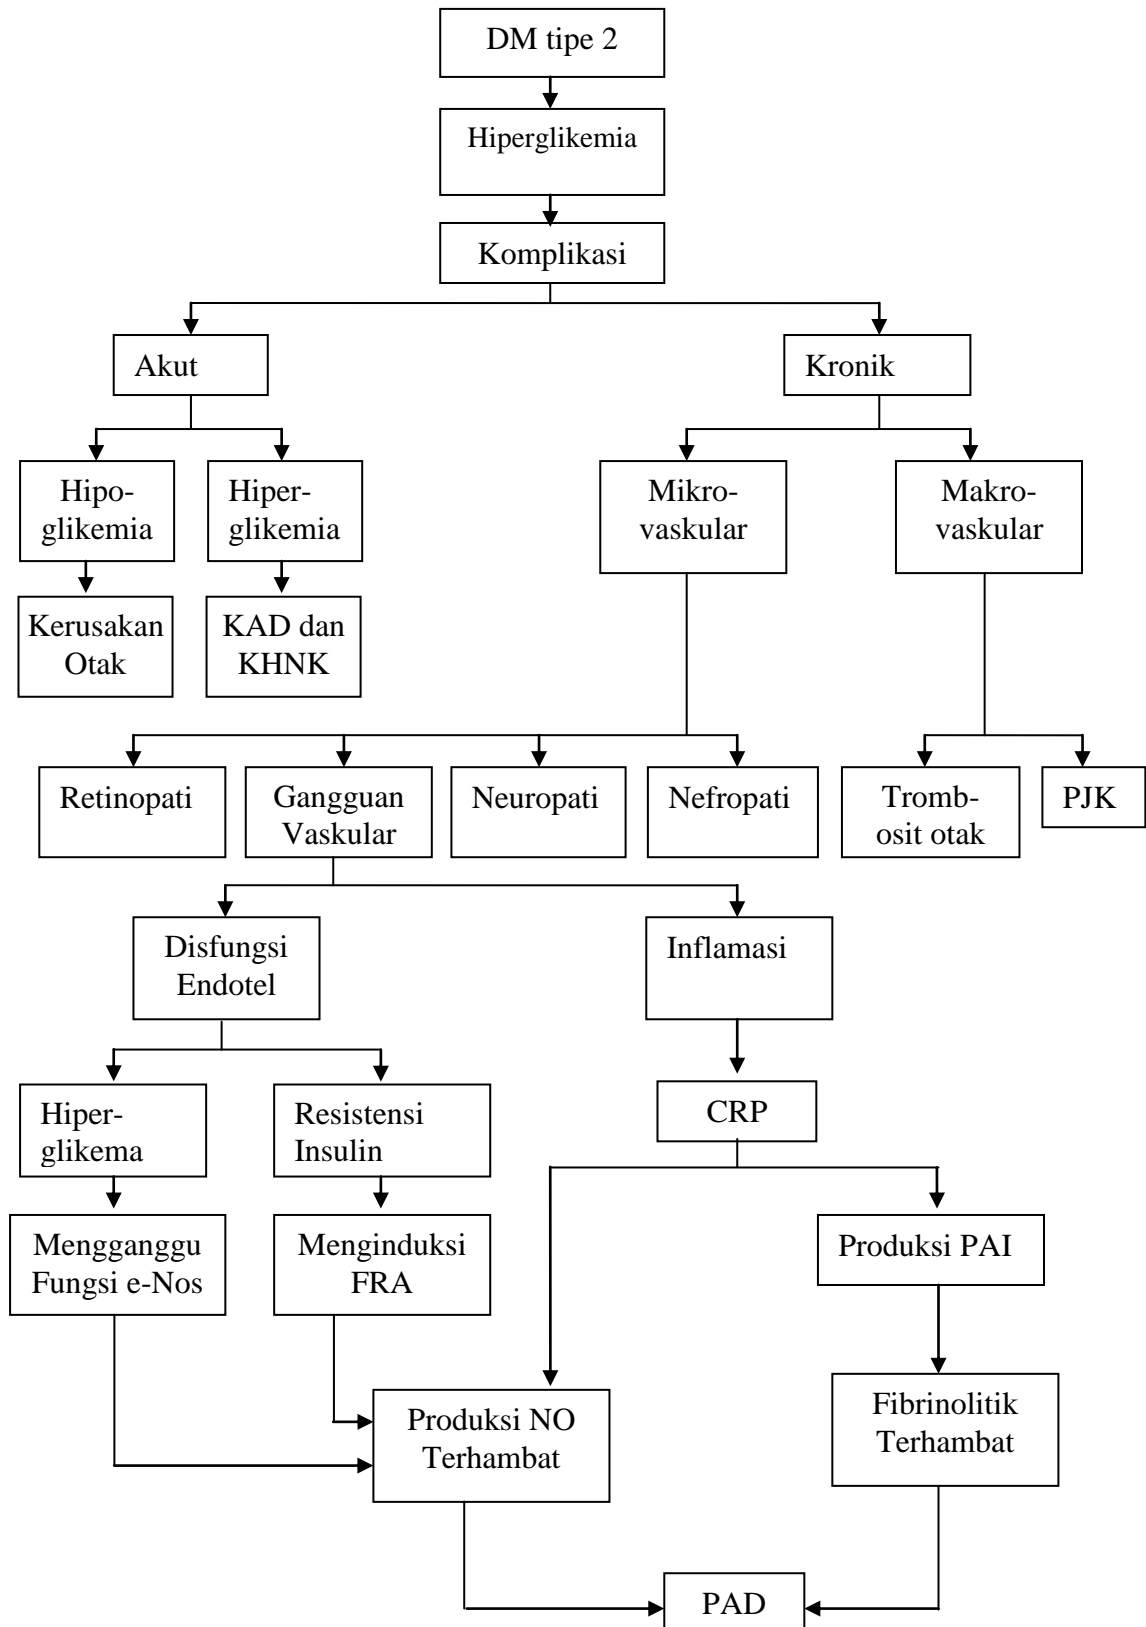 DM tipe 2
Hiperglikemia
Komplikasi
Akut
Kronik
Hipo-
glikemia
Hiper-
glikemia
Mikro-
vaskular
Makro-
vaskular
Kerusakan
Otak
KAD dan
KHNK
Retinopati
Gangguan
Vaskular
Neuropati
Nefropati
Tromb-
osit otak
PJK
Disfungsi
Endotel
Inflamasi
Hiper-
glikema
Resistensi
Insulin
CRP
Mengganggu
Fungsi e-Nos
Menginduksi
FRA
Produksi PAI
Produksi NO
Terhambat
Fibrinolitik
Terhambat
PAD